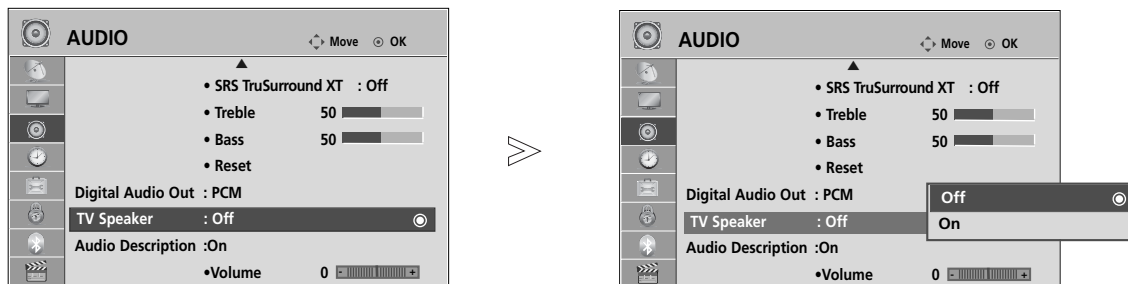 AUDIO
Move OK
• SRS TruSurround XT : Off
• Treble 50
• Bass 50
• Reset
Digital Audio Out : PCM
TV Speaker : Off
Audio Description :On
•Volume 0 - +
>
AUDIO
Move OK
• SRS TruSurround XT : Off
• Treble 50
• Bass 50
• Reset
Digital Audio Out : PCM
TV Speaker : Off
Audio Description :On
•Volume 0 - +
Off
On